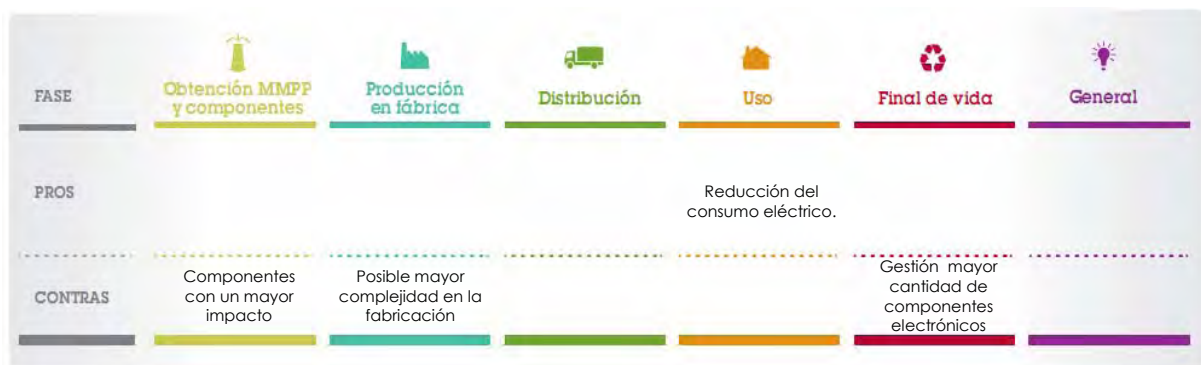 FASE
Obtención MMPP
y componentes
Producción
en fábrica
Distribución
Uso
Final de vida
General
PROS
Reducción del
consumo eléctrico.
CONTRAS
Componentes
con un mayor
impacto
Posible mayor
complejidad en la
fabricación
Gestión mayor
cantidad de
componentes
electrónicos